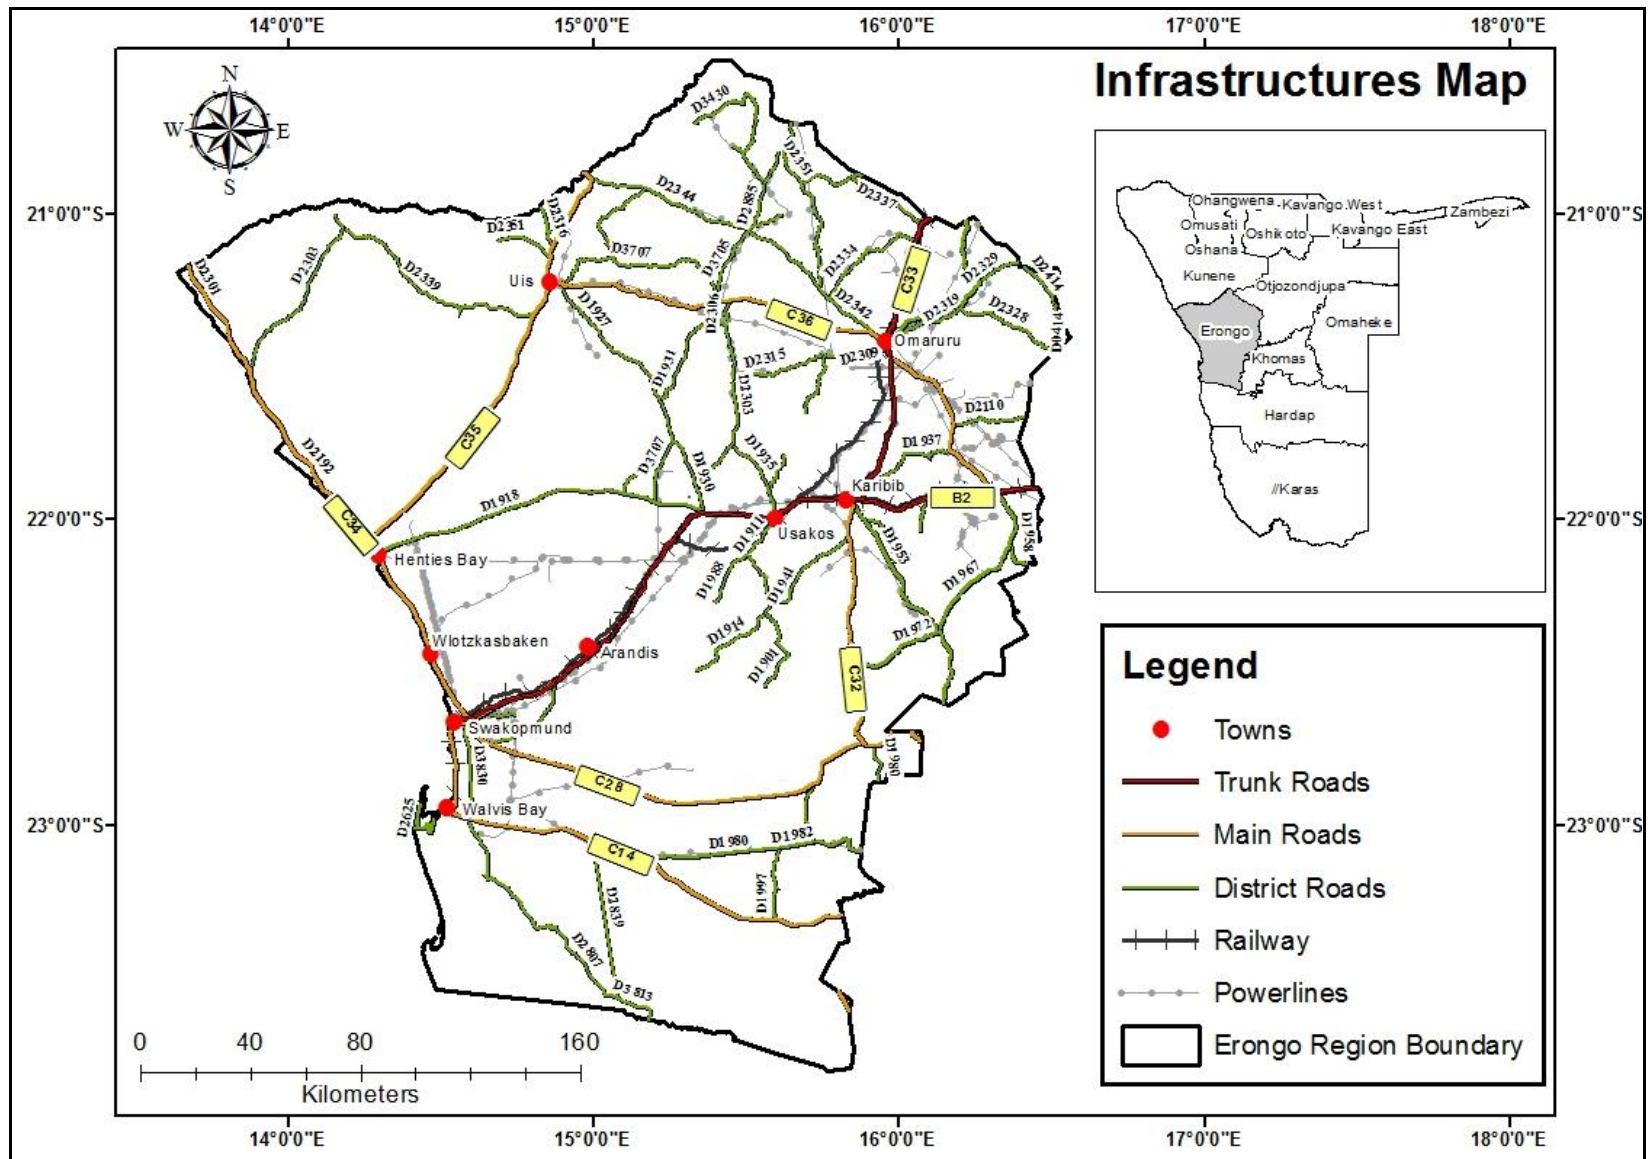 14°0'0"E
15°0'0"E
16°0'0"E
17°0'0"E
18°0'0"E
Infrastructures Map
N
W
E
S
21°0'0"S
21°0'0"S
22°0'0"S
22°0'0"S
23°0'0"S
23°0'0"S
Ohangwena
Kavango West
Zambezi
Omusati
Oshikoto
Kavango East
Oshana
Kunene
Otjozondjupa
Erongo
Omaheke
Khomas
Hardap
//Karas
D3430
D2351
D2344
D2885
D2337
D2316
D2351
D2303
D2339
D2301
D3707
D3705
D2334
C33
D2329
D2414
Uis
D1927
D2306
C36
D2342
D2319
D2328
D0414
Omaruru
D2315
D2309
D1931
D2303
D2110
C35
D1937
D2192
D3707
D1930
D1935
Karibib
B2
D1918
C34
Usakos
D1911
D1958
D1953
Henties Bay
D1988
D1941
D1967
D1914
D1972
Wlotzkasbaken
Arandis
D1901
C32
Swakopmund
D3830
D1980
C28
Walvis Bay
D2625
D1980
D1982
C14
D1997
D2839
D2807
D3813
Legend
Towns
Trunk Roads
Main Roads
District Roads
Railway
Powerlines
Erongo Region Boundary
0 40 80 160
Kilometers
14°0'0"E
15°0'0"E
16°0'0"E
17°0'0"E
18°0'0"E